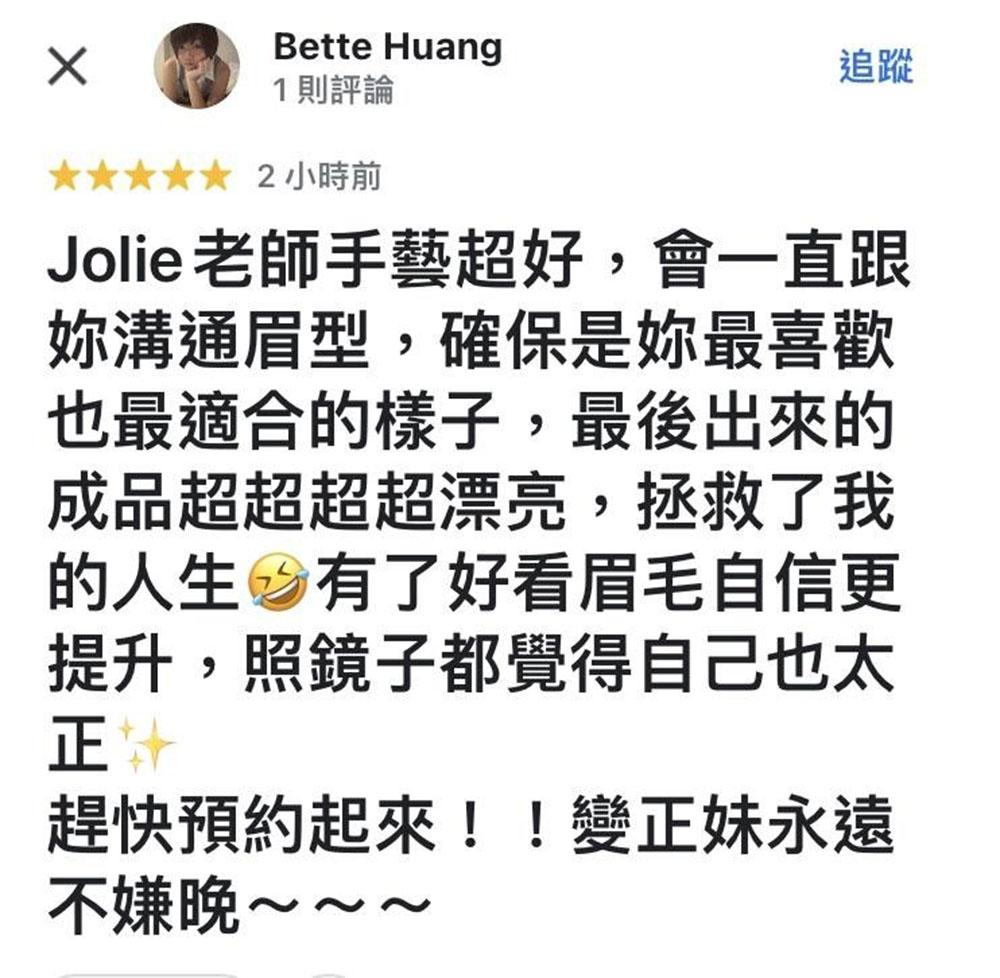 Bette Huang
1 則評論
追蹤
2 小時前
Jolie老師手藝超好，會一直跟
妳溝通眉型，確保是妳最喜歡
也最適合的樣子，最後出來的
成品超超超超漂亮，拯救了我
的人生🤣有了好看眉毛自信更
提升，照鏡子都覺得自己也太
正✨
趕快預約起來！！變正妹永遠
不嫌晚～～～